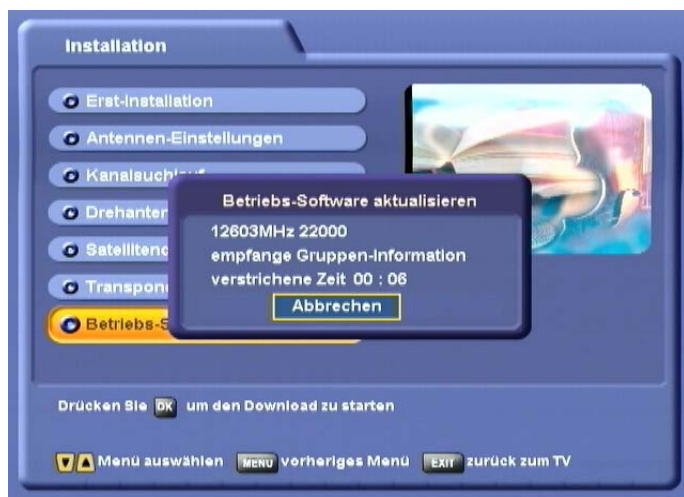 Installation
Erst-Installation
Antennen-Einstellungen
Betriebs-Software aktualisieren
12603MHz 22000
empfange Gruppen-Information
verstrichene Zeit 00 : 06
Abbrechen
Drücken Sie OK um den Download zu starten
Menü auswählen MENU vorheriges Menü EXIT zurück zum TV